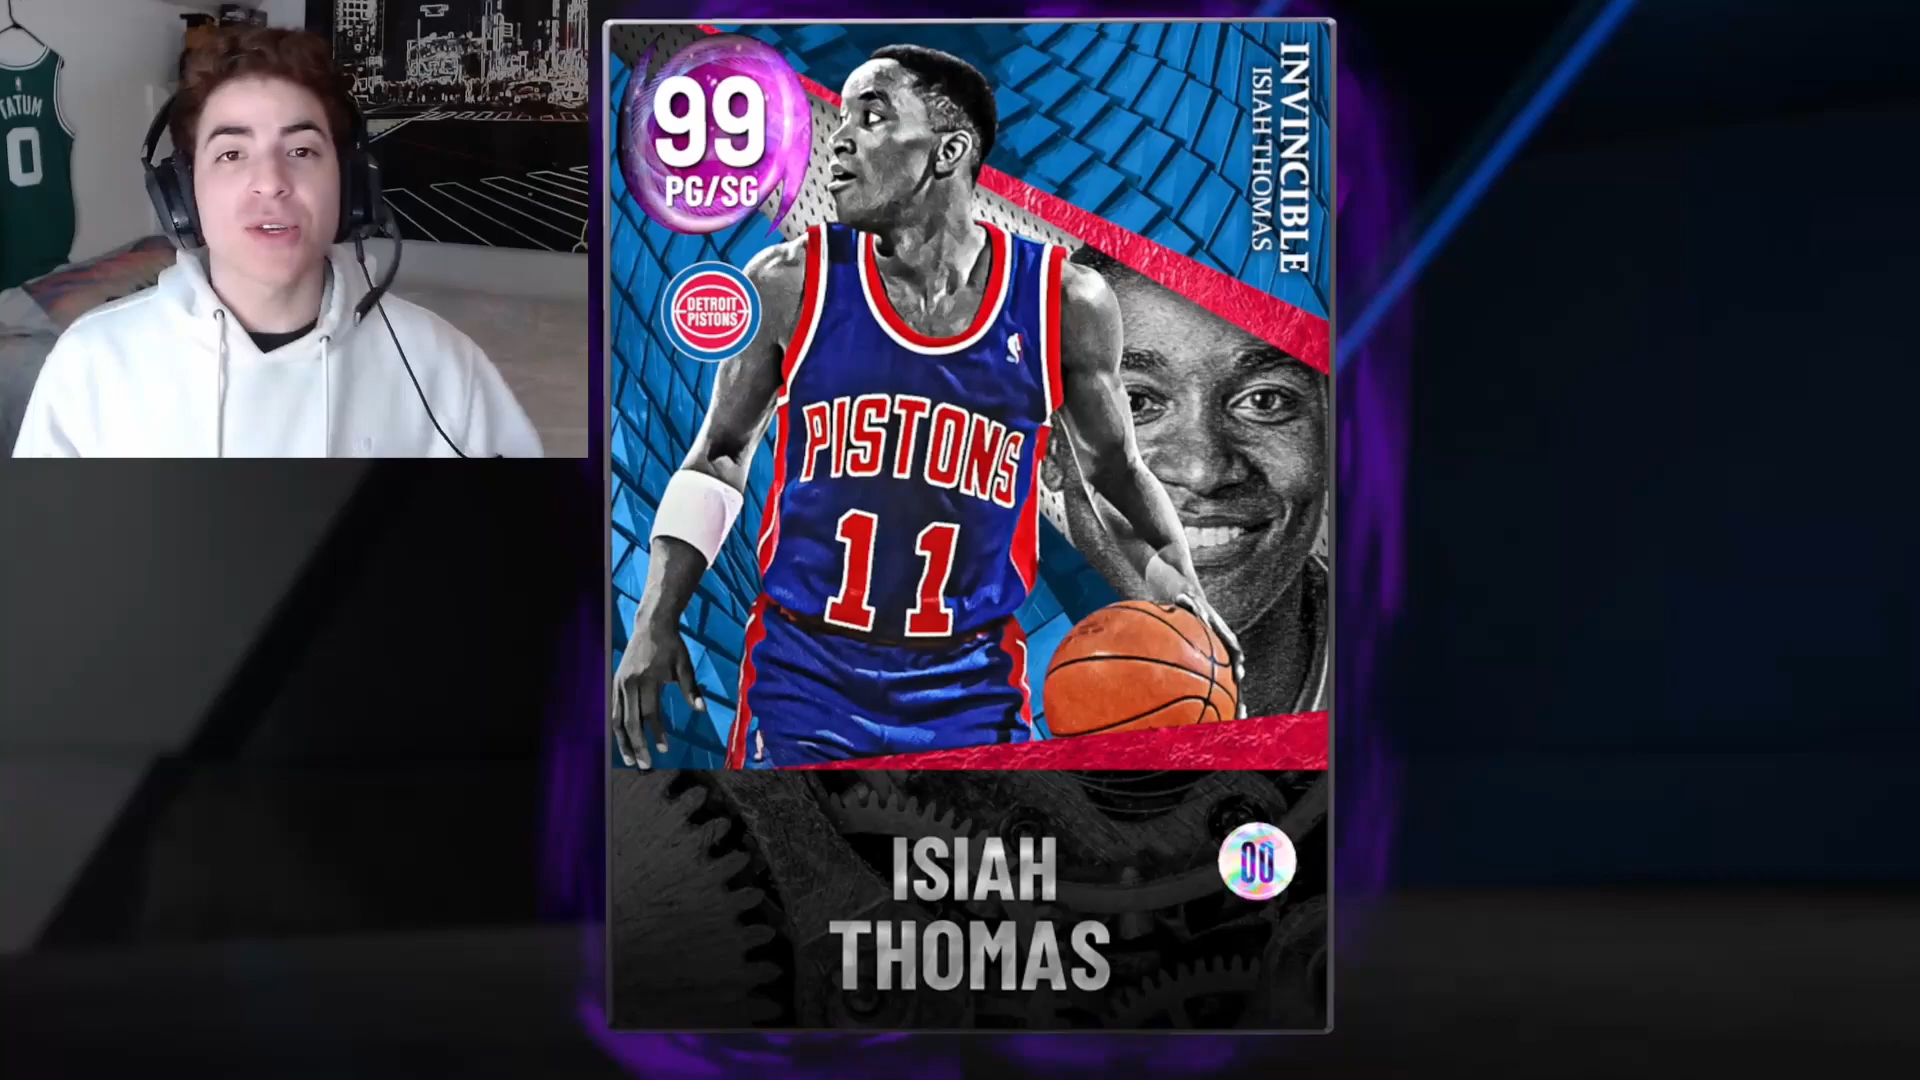 TATUM
0
99
PG/SG
INVINCIBLE
ISIAH THOMAS
DETROIT
PISTONS
PISTONS
11
00
ISIAH
THOMAS